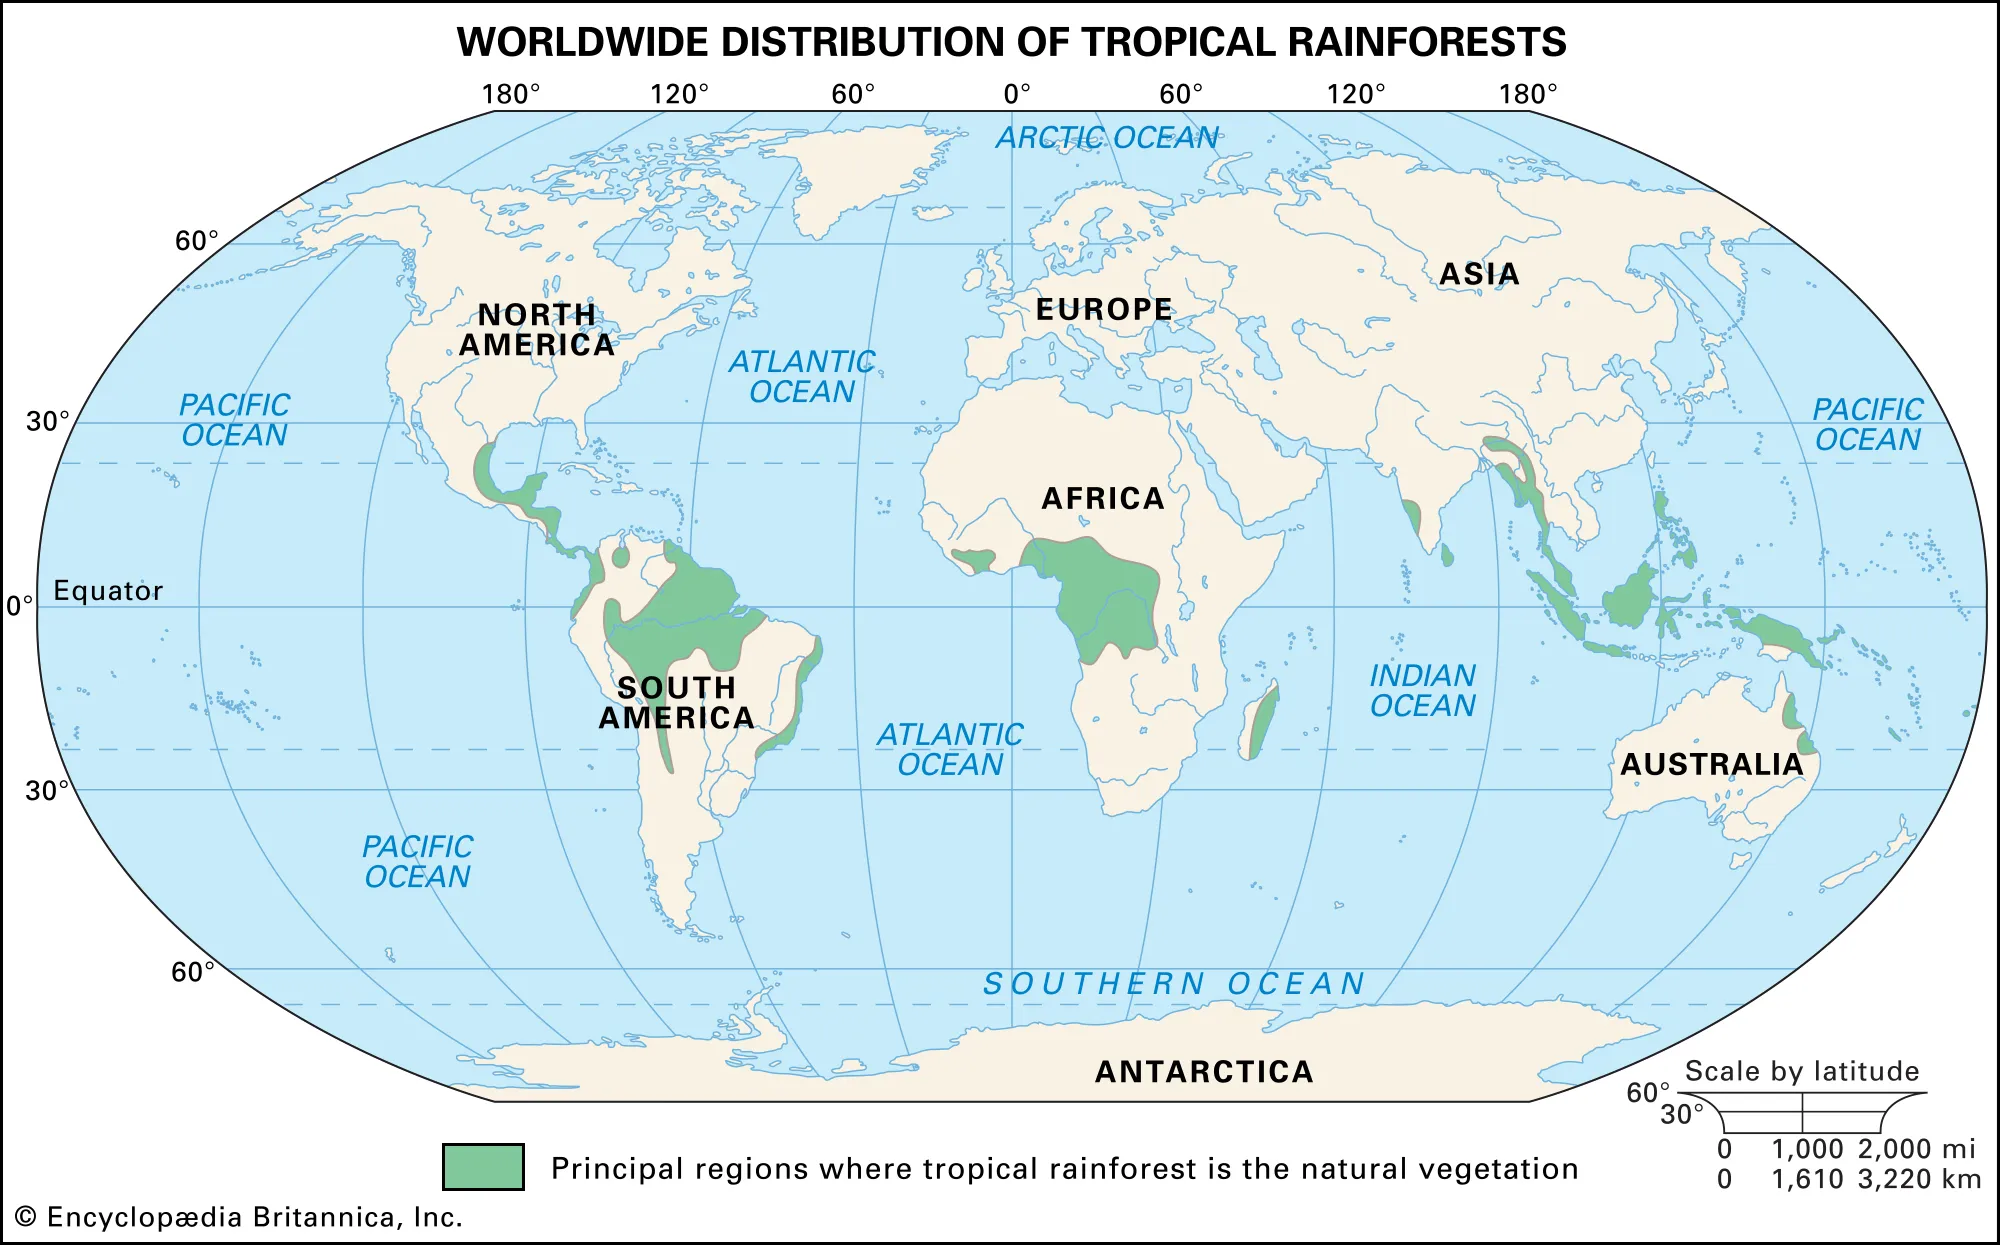 WORLDWIDE DISTRIBUTION OF TROPICAL RAINFORESTS
180° 120° 60° 0° 60° 120° 180°
ARCTIC OCEAN
60°
ASIA
NORTH
AMERICA
EUROPE
ATLANTIC
OCEAN
PACIFIC
OCEAN
PACIFIC
OCEAN
30°
AFRICA
Equator
0°
INDIAN
OCEAN
SOUTH
AMERICA
ATLANTIC
OCEAN
AUSTRALIA
30°
PACIFIC
OCEAN
60°
SOUTHERN OCEAN
ANTARCTICA
Scale by latitude
60°
30°
0 1,000 2,000 mi
0 1,610 3,220 km
Principal regions where tropical rainforest is the natural vegetation
© Encyclopædia Britannica, Inc.